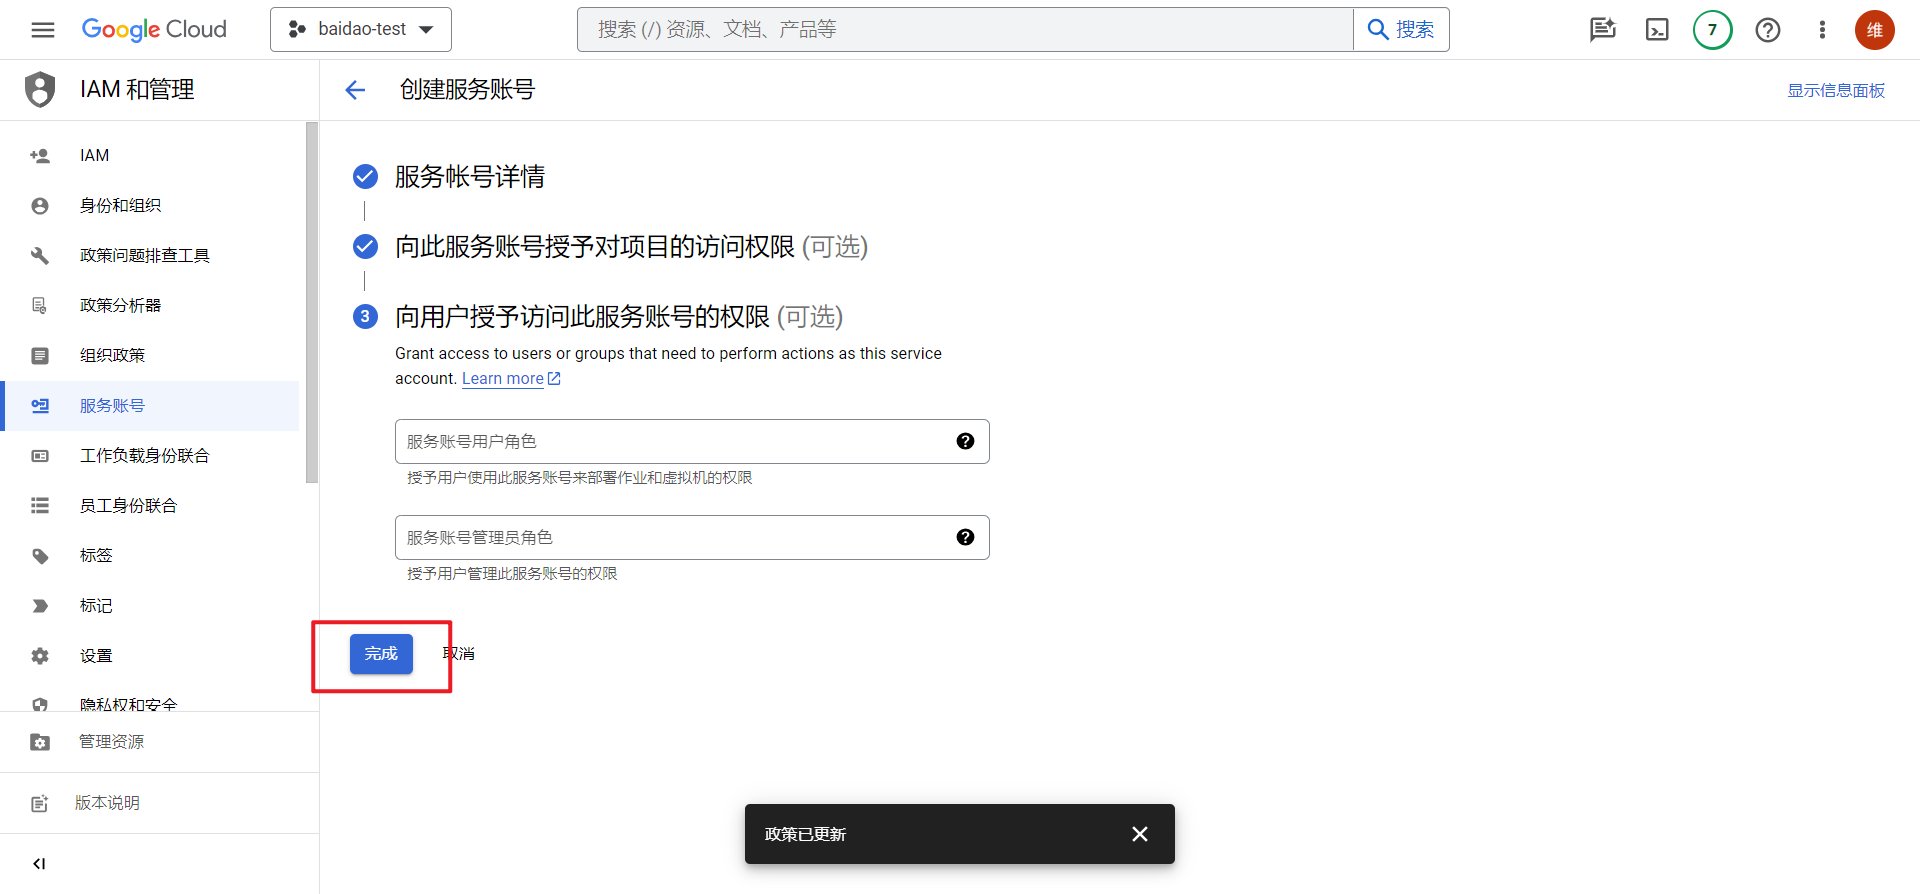 Google Cloud
baidao-test
搜索 (/) 资源、文档、产品等
搜索
7
维
IAM 和管理
创建服务账号
显示信息面板
IAM
身份和组织
政策问题排查工具
政策分析器
组织政策
服务账号
工作负载身份联合
员工身份联合
标签
标记
设置
隐私权和安全
管理资源
版本说明
服务帐号详情
向此服务账号授予对项目的访问权限 (可选)
3
向用户授予访问此服务账号的权限 (可选)
Grant access to users or groups that need to perform actions as this service
account. Learn more
服务账号用户角色
授予用户使用此服务账号来部署作业和虚拟机的权限
服务账号管理员角色
授予用户管理此服务账号的权限
完成
取消
政策已更新